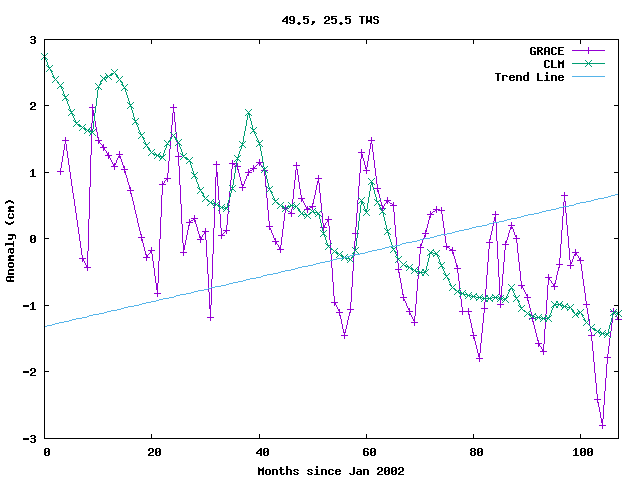 49.5, 25.5 TWS
GRACE
CLM
Trend Line
3
2
1
0
-1
-2
-3
Anomaly (cm)
0 20 40 60 80 100
Months since Jan 2002